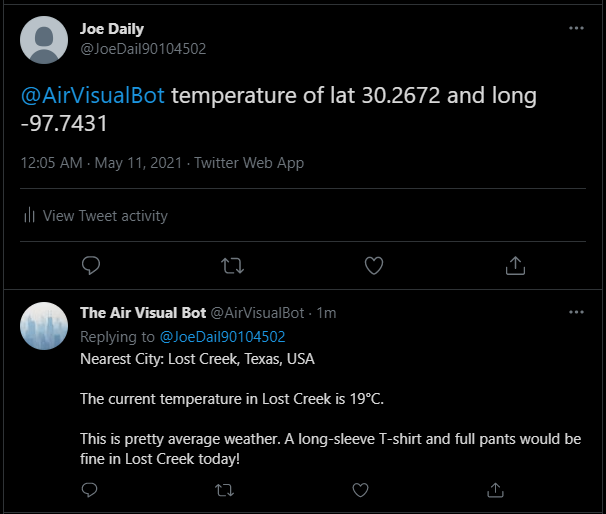 Joe Daily
@JoeDail90104502
@AirVisualBot temperature of lat 30.2672 and long
-97.7431
12:05 AM · May 11, 2021 · Twitter Web App
View Tweet activity
The Air Visual Bot @AirVisualBot · 1m
Replying to @JoeDail90104502
Nearest City: Lost Creek, Texas, USA
The current temperature in Lost Creek is 19°C.
This is pretty average weather. A long-sleeve T-shirt and full pants would be
fine in Lost Creek today!